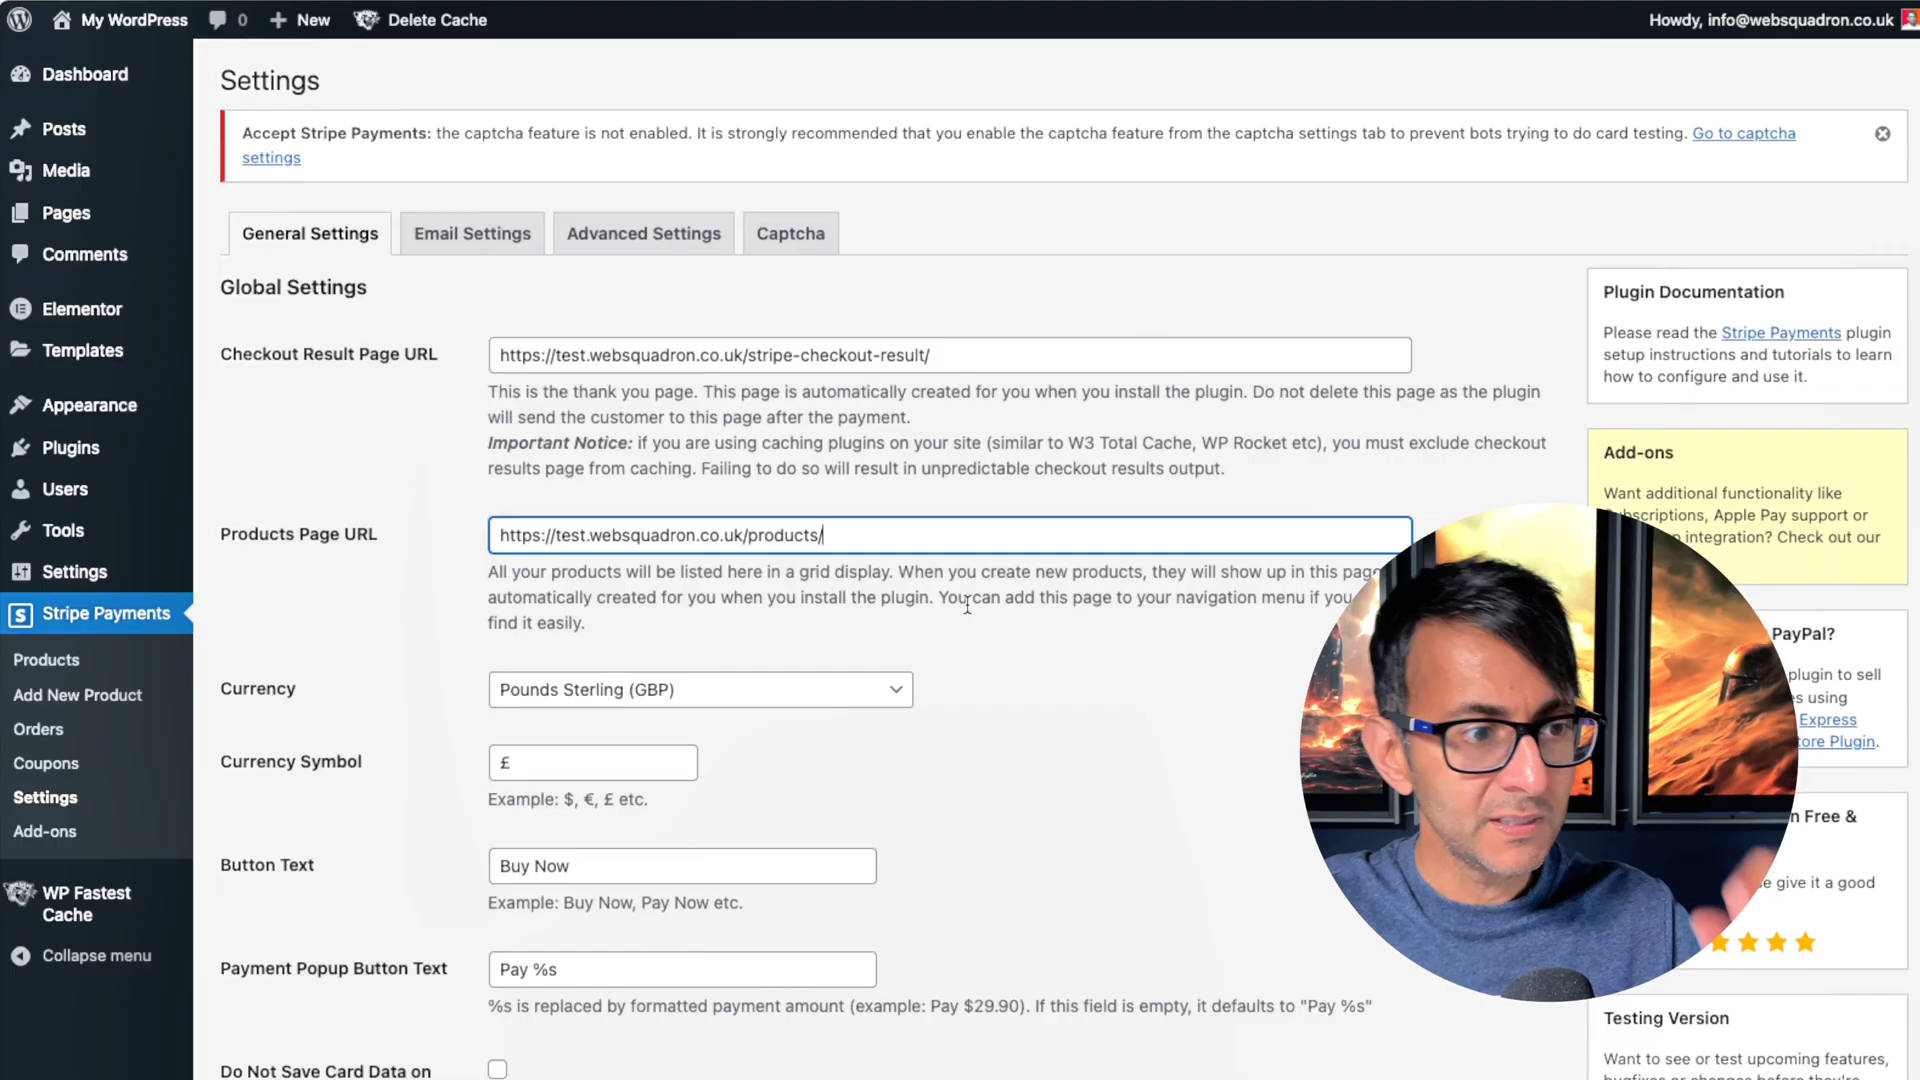 My WordPress
0
New
Delete Cache
Howdy, info@websquadron.co.uk
Dashboard
Posts
Media
Pages
Comments
Elementor
Templates
Appearance
Plugins
Users
Tools
Settings
Stripe Payments
Products
Add New Product
Orders
Coupons
Settings
Add-ons
WP Fastest
Cache
Collapse menu
Settings
Accept Stripe Payments: the captcha feature is not enabled. It is strongly recommended that you enable the captcha feature from the captcha settings tab to prevent bots trying to do card testing. Go to captcha
settings
General Settings
Email Settings
Advanced Settings
Captcha
Global Settings
Checkout Result Page URL
https://test.websquadron.co.uk/stripe-checkout-result/
This is the thank you page. This page is automatically created for you when you install the plugin. Do not delete this page as the plugin
will send the customer to this page after the payment.
Important Notice: if you are using caching plugins on your site (similar to W3 Total Cache, WP Rocket etc), you must exclude checkout
results page from caching. Failing to do so will result in unpredictable checkout results output.
Products Page URL
https://test.websquadron.co.uk/products/
All your products will be listed here in a grid display. When you create new products, they will show up in this page
automatically created for you when you install the plugin. You can add this page to your navigation menu if you
find it easily.
Currency
Pounds Sterling (GBP)
Currency Symbol
£
Example: $, €, £ etc.
Button Text
Buy Now
Example: Buy Now, Pay Now etc.
Payment Popup Button Text
Pay %s
%s is replaced by formatted payment amount (example: Pay $29.90). If this field is empty, it defaults to "Pay %s"
Do Not Save Card Data on
Plugin Documentation
Please read the Stripe Payments plugin
setup instructions and tutorials to learn
how to configure and use it.
Add-ons
Want additional functionality like
Subscriptions, Apple Pay support or
integration? Check out our
PayPal?
plugin to sell
using
Express
Store Plugin.
Free &
give it a good
Testing Version
Want to see or test upcoming features,
bugfixes or changes before they're